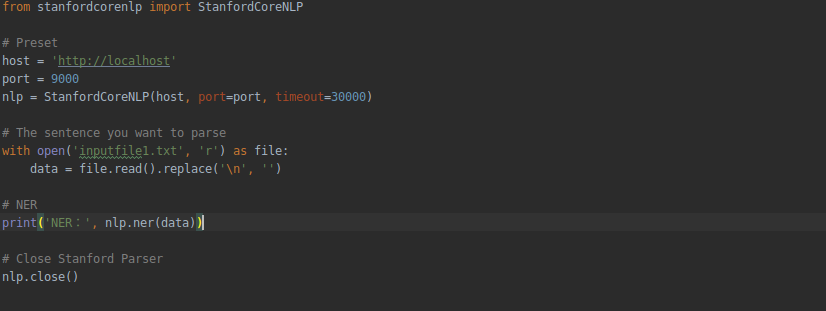 from stanfordcorenlp import StanfordCoreNLP
# Preset
host = 'http://localhost'
port = 9000
nlp = StanfordCoreNLP(host, port=port, timeout=30000)
# The sentence you want to parse
with open('inputfile1.txt', 'r') as file:
    data = file.read().replace('\n', '')
# NER
print('NER：', nlp.ner(data))
# Close Stanford Parser
nlp.close()